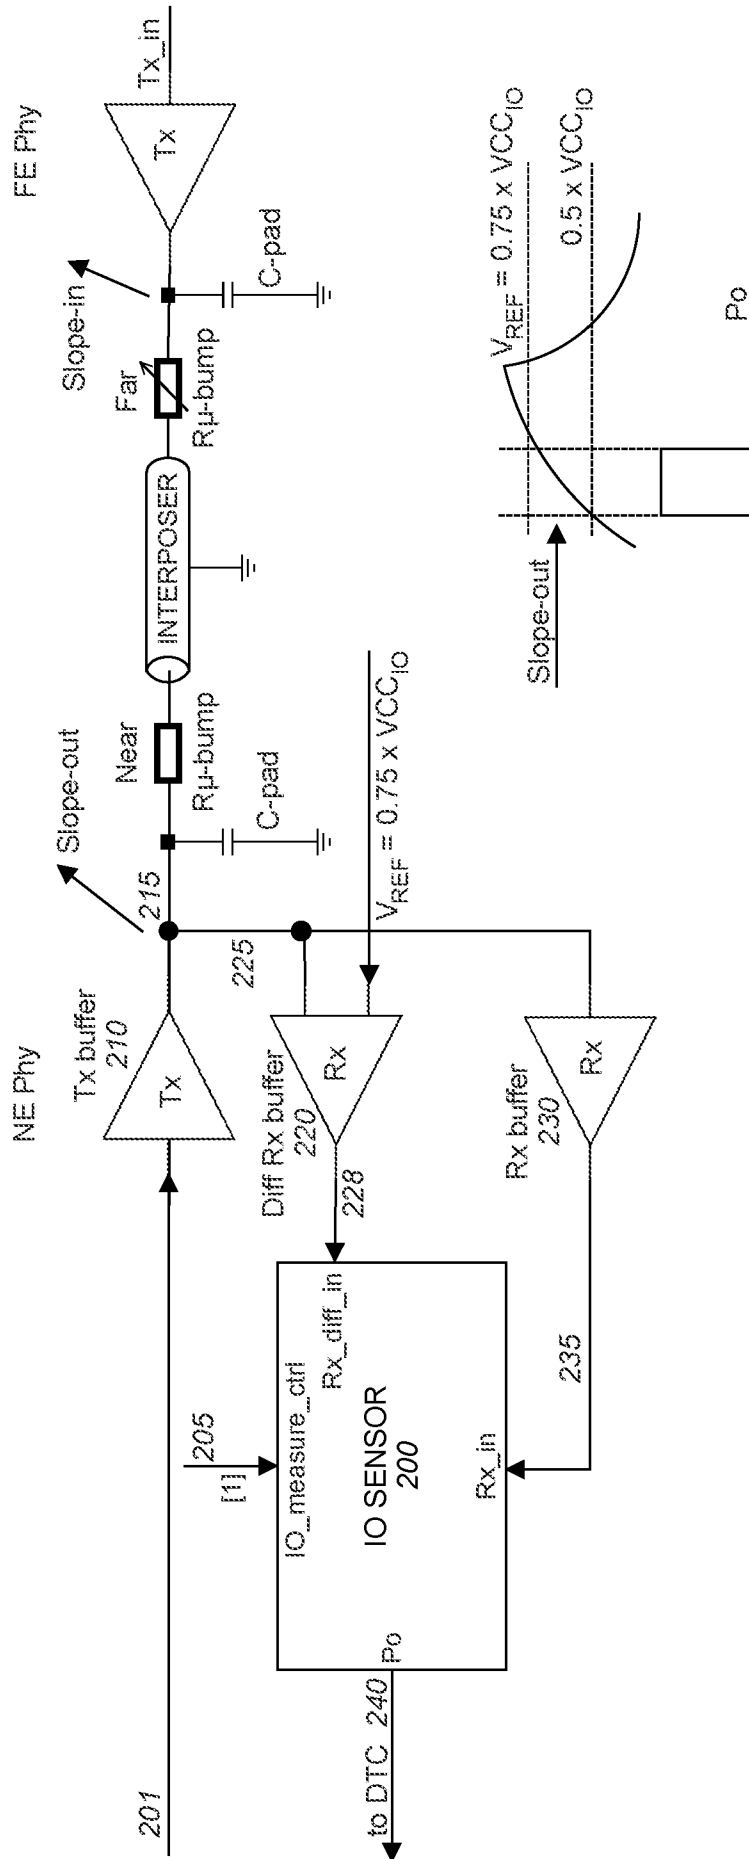 NE Phy
FE Phy
201
Tx buffer
210
Tx
215
Slope-out
Near
Rμ-bump
C-pad
INTERPOSER
Far
Rμ-bump
Slope-in
C-pad
Tx
Tx_in
225
Diff Rx buffer
220
Rx
V_REF = 0.75 x VCC_IO
228
Rx buffer
230
Rx
235
205
[1]
IO_measure_ctrl
Rx_diff_in
IO SENSOR
200
Rx_in
Po
to DTC 240
Slope-out
V_REF = 0.75 x VCC_IO
0.5 x VCC_IO
Po